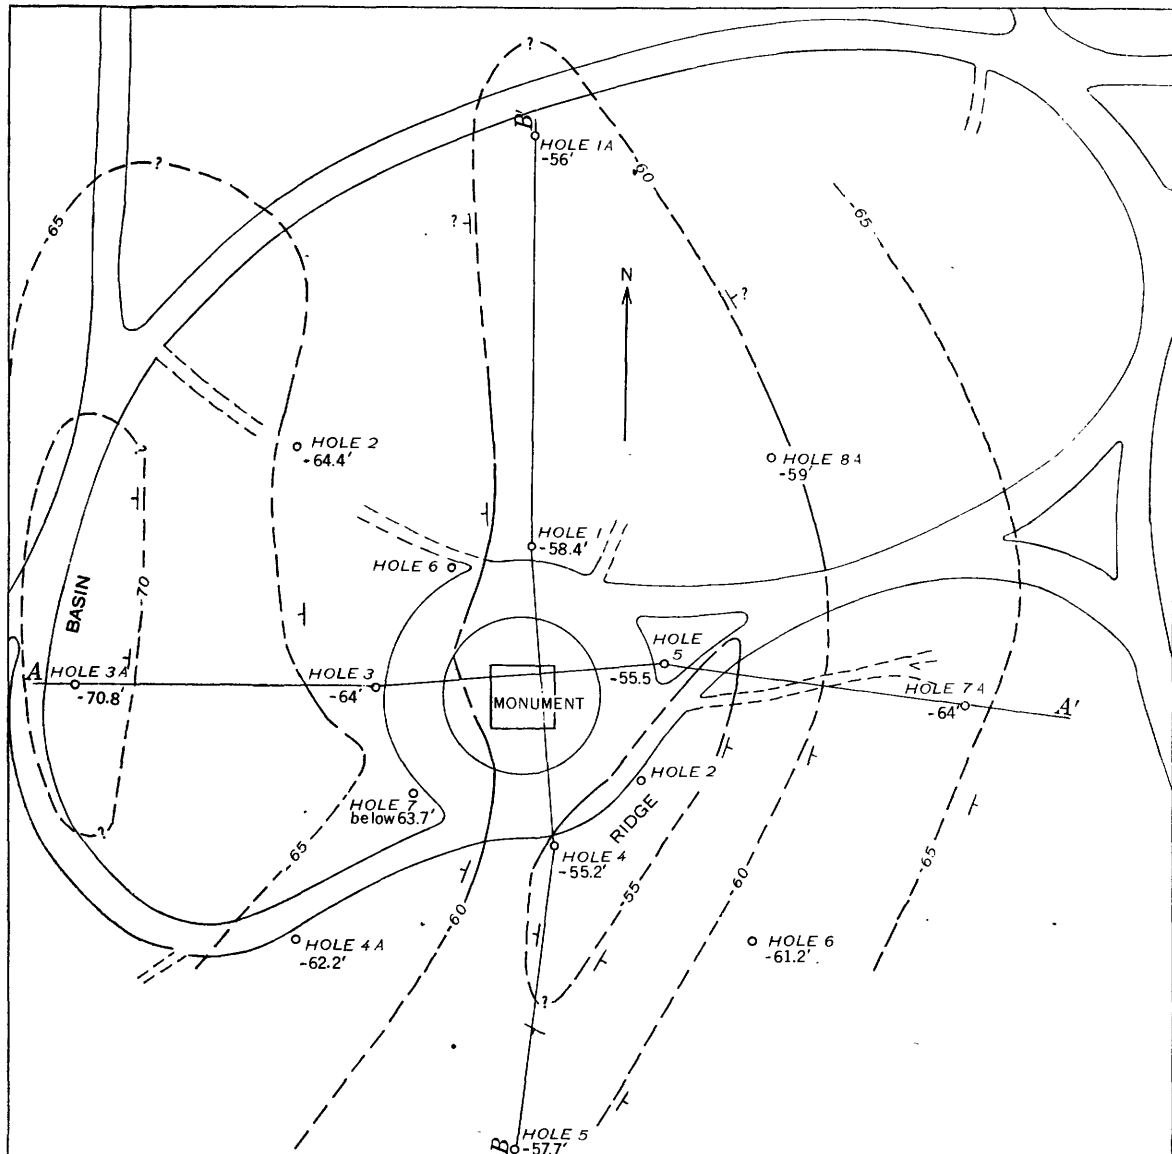 ?
B'
HOLE 1A
-56'
-60
?
-65
-65
?
N
?
HOLE 2
-64.4'
HOLE 8A
-59'
?
HOLE 1
-58.4'
HOLE 6
-70
BASIN
HOLE
5
-55.5
A
HOLE 3A
-70.8'
HOLE 3
-64'
MONUMENT
HOLE 7A
-64'
A'
HOLE 2
RIDGE
HOLE 7
below 63.7'
?
-65
HOLE 4
-55.2'
-55
-60
-65
-60
HOLE 4A
-62.2'
HOLE 6
-61.2'
?
B
HOLE 5
-57.7'